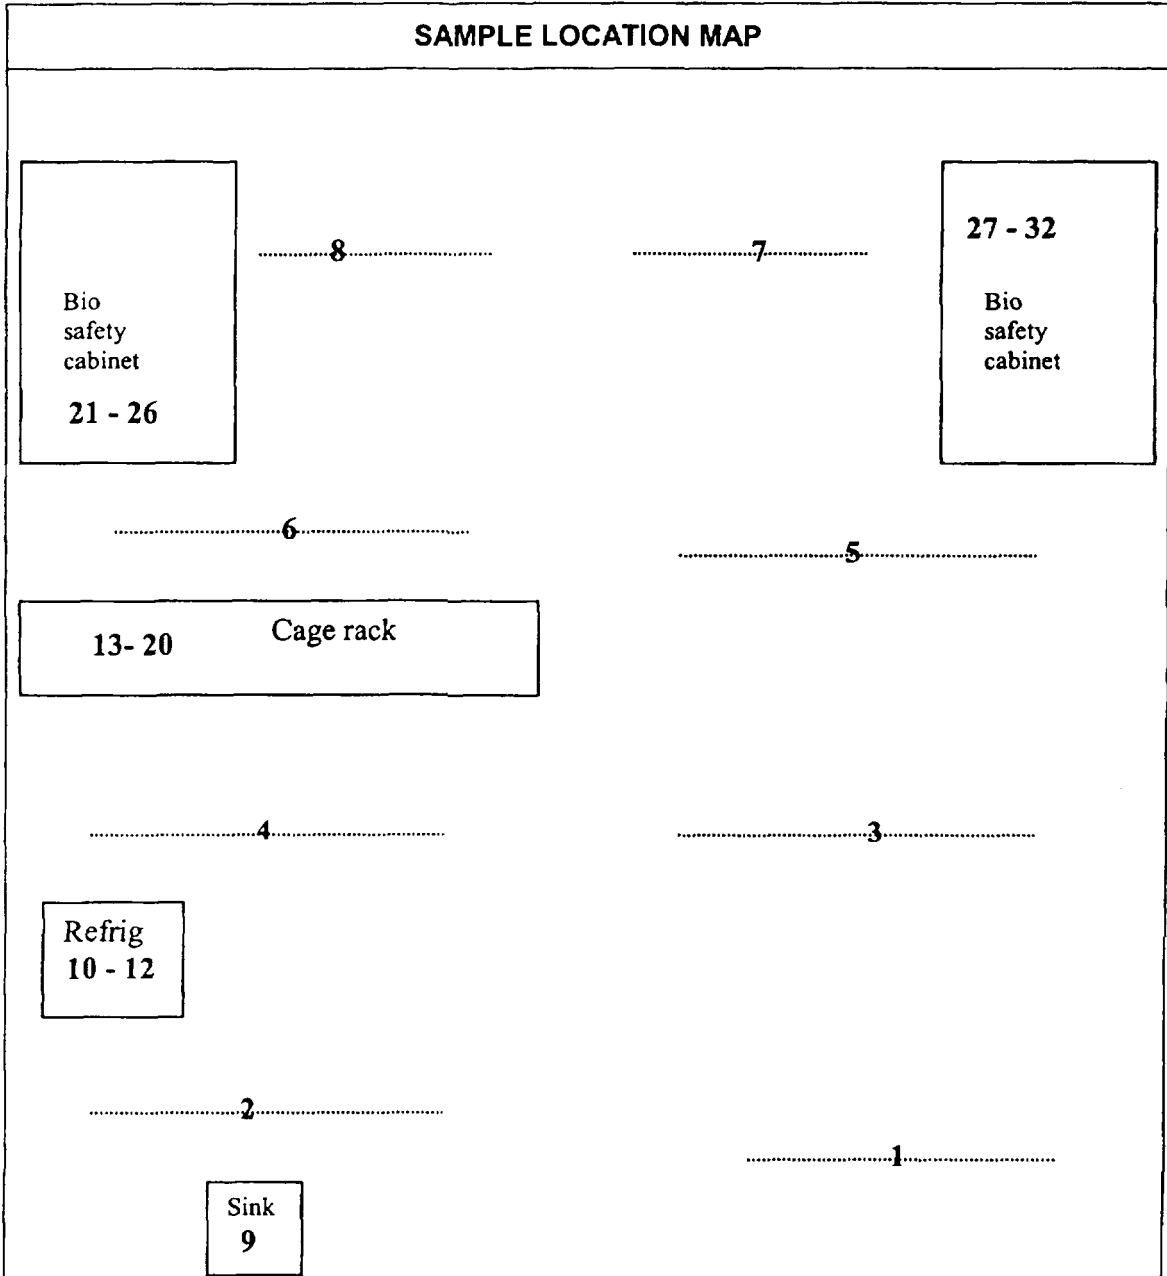 SAMPLE LOCATION MAP
8
7
27 - 32
Bio
safety
cabinet
21 - 26
Bio
safety
cabinet
6
5
13- 20 Cage rack
4
3
Refrig
10 - 12
2
1
Sink
9